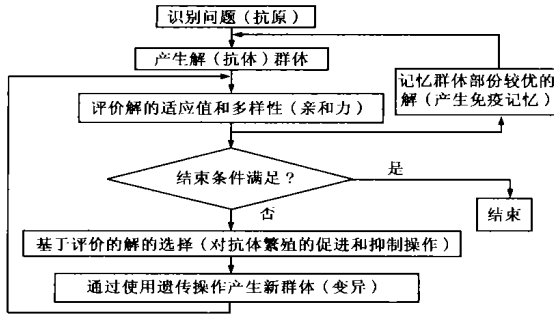 识别问题（抗原）
产生解（抗体）群体
记忆群体部份较优的
解（产生免疫记忆）
评价解的适应值和多样性（亲和力）
结束条件满足？
是
否
结束
基于评价的解的选择（对抗体繁殖的促进和抑制操作）
通过使用遗传操作产生新群体（变异）